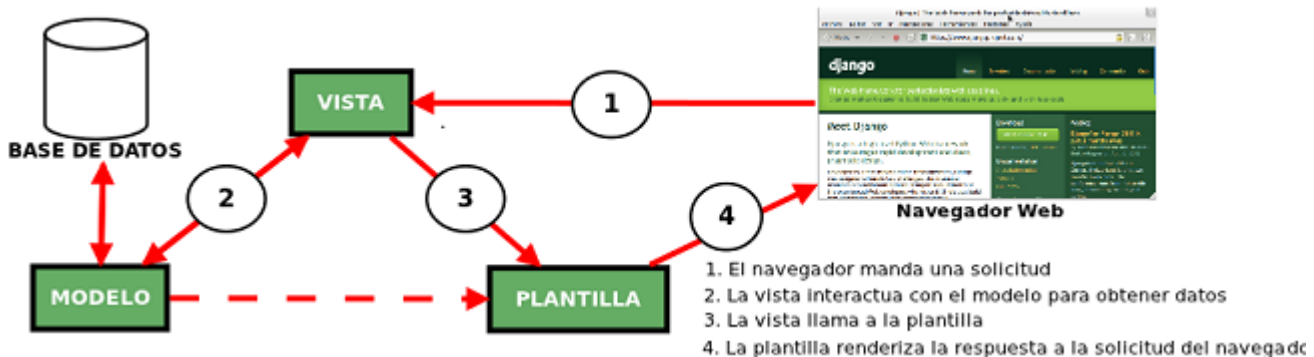 VISTA
1
django
BASE DE DATOS
Meet Django
2
3
4
Navegador Web
MODELO
PLANTILLA
1. El navegador manda una solicitud
2. La vista interactua con el modelo para obtener datos
3. La vista llama a la plantilla
4. La plantilla renderiza la respuesta a la solicitud del navegado